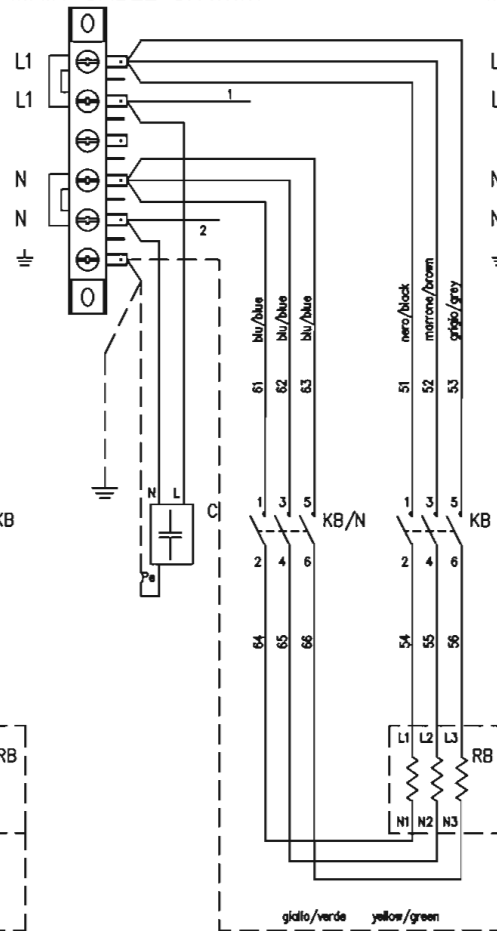 L1
L
L1
L
1
N
N
N
N
2
blu/blue
blu/blue
blu/blue
nero/black
marrone/brown
grigio/grey
61
62
63
51
52
53
N L
C
1 3 5
KB/N
1 3 5
KB
KB
2 4 6
2 4 6
Pe
64
65
66
54
55
56
L1 L2 L3
RB
RB
N1 N2 N3
giallo/verde yellow/green